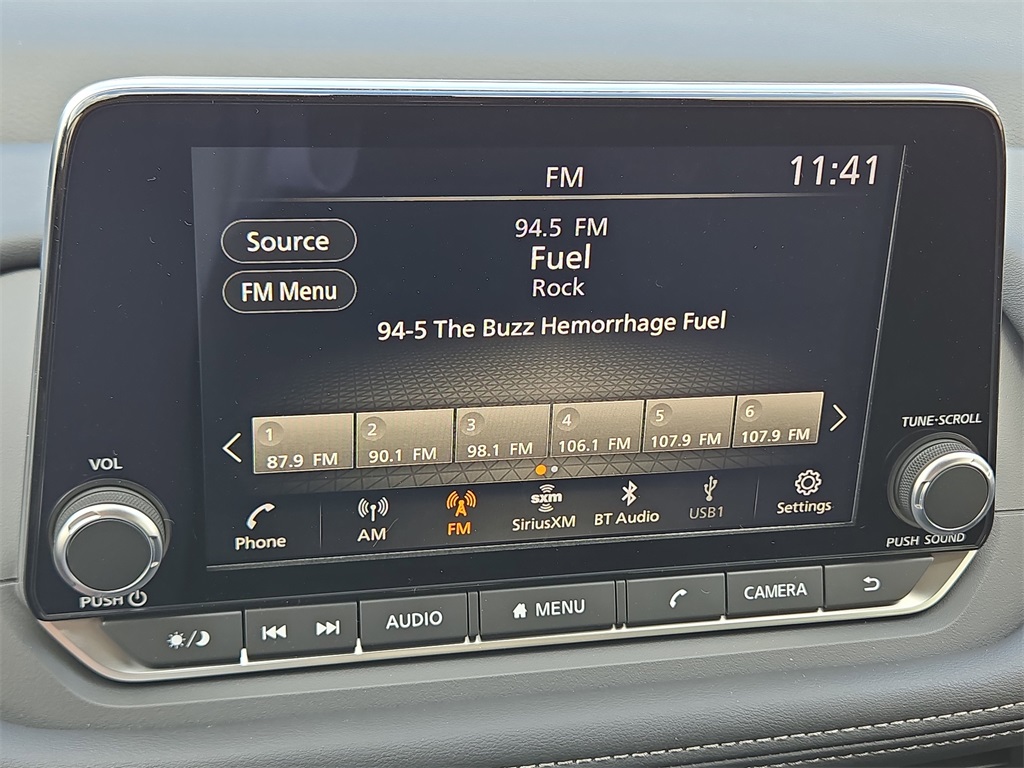 FM 11:41
94.5 FM
Source
Fuel
FM Menu
Rock
94-5 The Buzz Hemorrhage Fuel
1 2 3 4 5 6
87.9 FM 90.1 FM 98.1 FM 106.1 FM 107.9 FM 107.9 FM
TUNE·SCROLL
VOL
Phone AM FM sxm SiriusXM BT Audio USB1 Settings
PUSH SOUND
PUSH
AUDIO MENU CAMERA